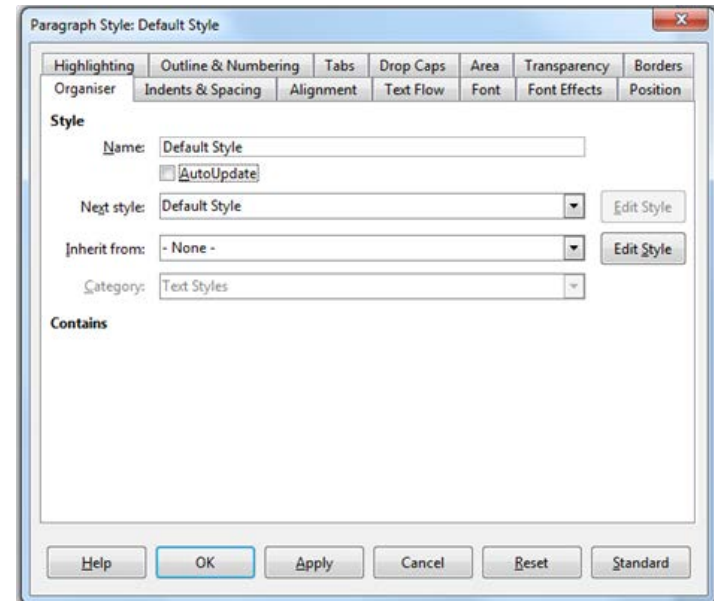 Paragraph Style: Default Style
Highlighting Outline & Numbering Tabs Drop Caps Area Transparency Borders
Organiser Indents & Spacing Alignment Text Flow Font Font Effects Position
Style
Name: Default Style
AutoUpdate
Next style: Default Style Edit Style
Inherit from: - None - Edit Style
Category: Text Styles
Contains
Help OK Apply Cancel Reset Standard